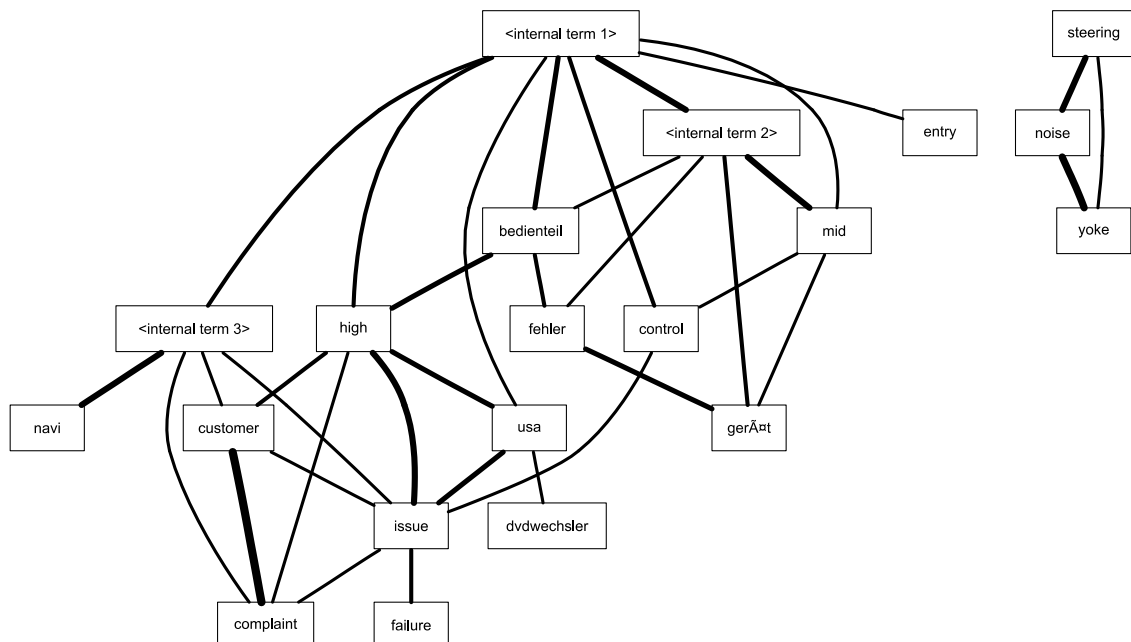 <internal term 1>
steering
<internal term 2>
entry
noise
bedienteil
mid
yoke
<internal term 3>
high
fehler
control
navi
customer
usa
gerÃ¤t
issue
dvdwechsler
complaint
failure